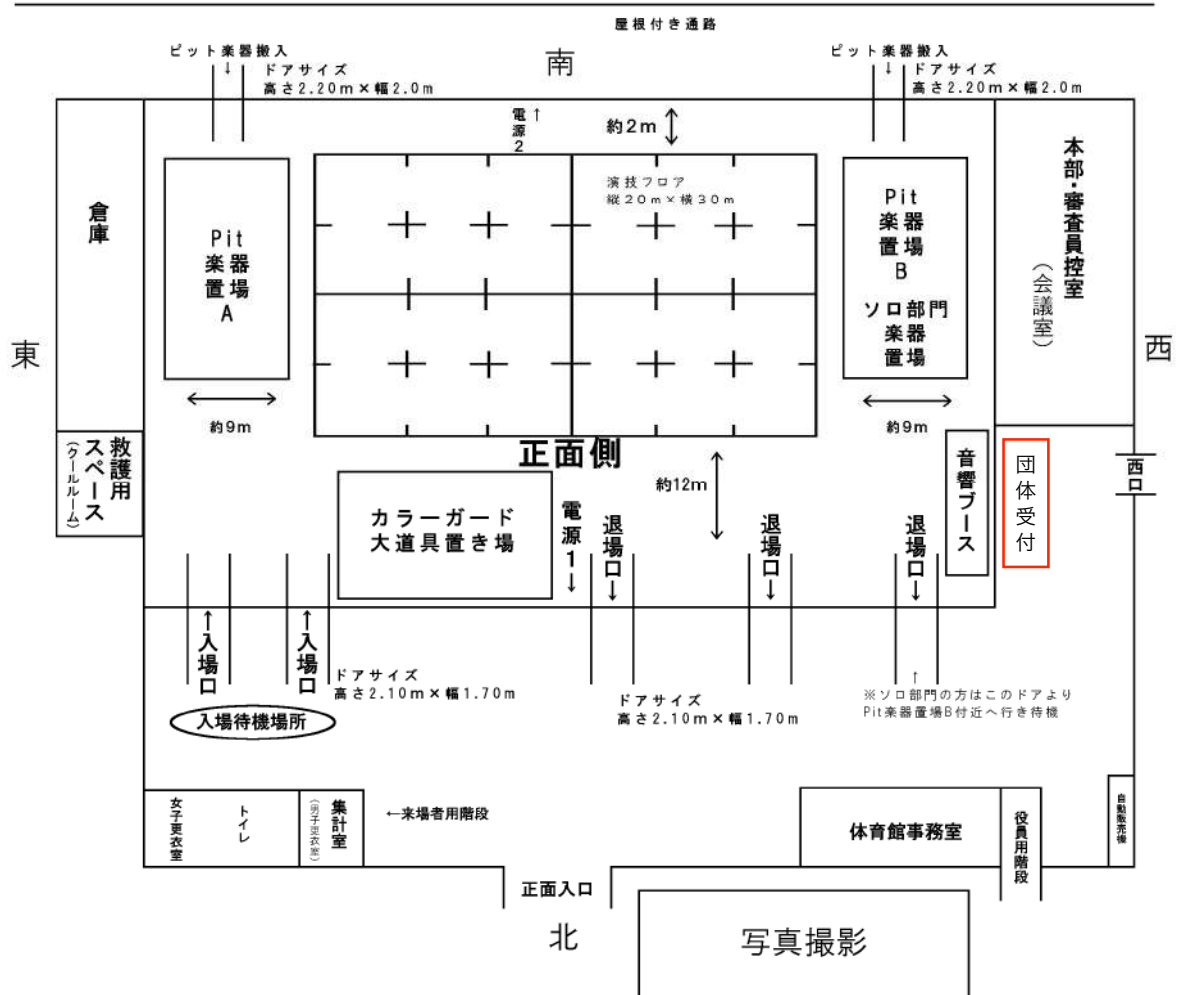 屋根付き通路
ピット楽器搬入
↓
ドアサイズ
高さ2.20m×幅2.0m
南
ピット楽器搬入
↓
ドアサイズ
高さ2.20m×幅2.0m
電源2
↑
約2m
演技フロア
縦20m×横30m
倉庫
Pit
楽器
置場
A
Pit
楽器
置場
B
ソロ部門
楽器
置場
本部・審査員控室
（会議室）
東
西
約9m
約9m
正面側
救護用
スペース
（クールルーム）
カラーガード
大道具置き場
電源1↓
約12m
退場口↓
退場口↓
退場口↓
音響ブース
団体受付
西口
↑入場口
↑入場口
ドアサイズ
高さ2.10m×幅1.70m
入場待機場所
ドアサイズ
高さ2.10m×幅1.70m
↑
※ソロ部門の方はこのドアより
Pit楽器置場B付近へ行き待機
女子更衣室
トイレ
集計室
（男子更衣室）
←来場者用階段
体育館事務室
役員用階段
自動販売機
正面入口
北
写真撮影